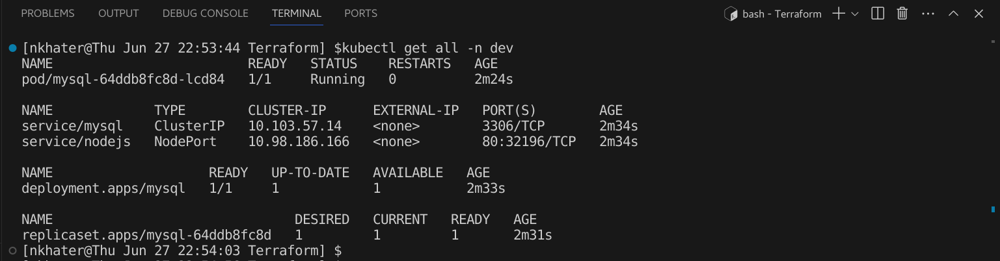 PROBLEMS OUTPUT DEBUG CONSOLE TERMINAL PORTS bash - Terraform
[nkhater@Thu Jun 27 22:53:44 Terraform] $kubectl get all -n dev
NAME READY STATUS RESTARTS AGE
pod/mysql-64ddb8fc8d-lcd84 1/1 Running 0 2m24s
NAME TYPE CLUSTER-IP EXTERNAL-IP PORT(S) AGE
service/mysql ClusterIP 10.103.57.14 <none> 3306/TCP 2m34s
service/nodejs NodePort 10.98.186.166 <none> 80:32196/TCP 2m34s
NAME READY UP-TO-DATE AVAILABLE AGE
deployment.apps/mysql 1/1 1 1 2m33s
NAME DESIRED CURRENT READY AGE
replicaset.apps/mysql-64ddb8fc8d 1 1 1 2m31s
[nkhater@Thu Jun 27 22:54:03 Terraform] $